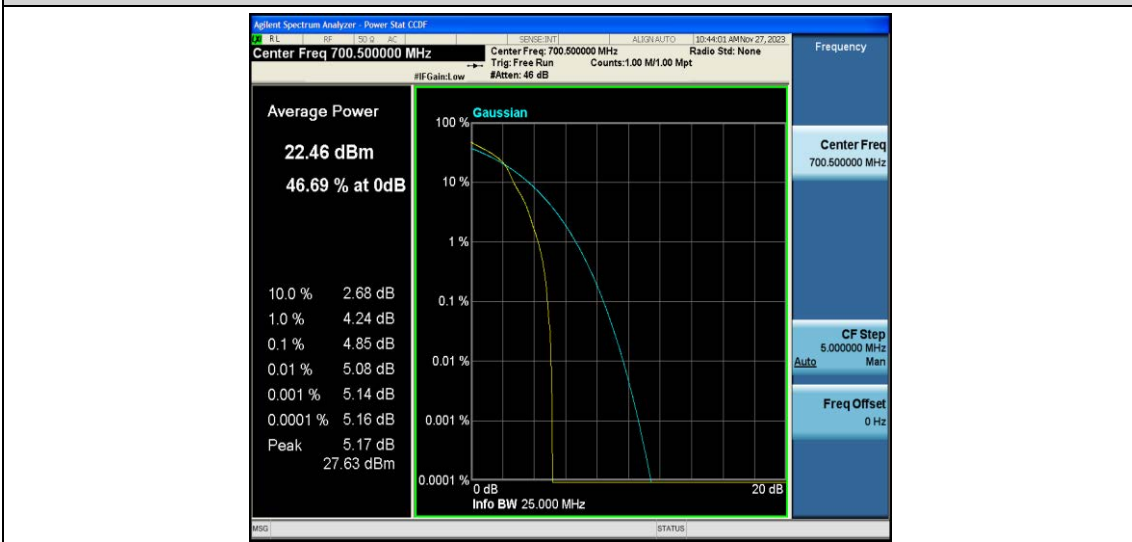 Agilent Spectrum Analyzer - Power Stat CCDF
RL RF 50 Ω AC SENSE:INT ALIGN AUTO 10:44:01 AM Nov 27, 2023
Center Freq 700.500000 MHz
Center Freq: 700.500000 MHz Radio Std: None
Trig: Free Run Counts:1.00 M/1.00 Mpt
#IFGain:Low #Atten: 46 dB
Frequency
Average Power
22.46 dBm
46.69 % at 0dB
10.0 % 2.68 dB
1.0 % 4.24 dB
0.1 % 4.85 dB
0.01 % 5.08 dB
0.001 % 5.14 dB
0.0001 % 5.16 dB
Peak 5.17 dB
27.63 dBm
Gaussian
100 %
10 %
1 %
0.1 %
0.01 %
0.001 %
0.0001 %
0 dB 20 dB
Info BW 25.000 MHz
Center Freq
700.500000 MHz
CF Step
5.000000 MHz
Auto Man
Freq Offset
0 Hz
MSG STATUS